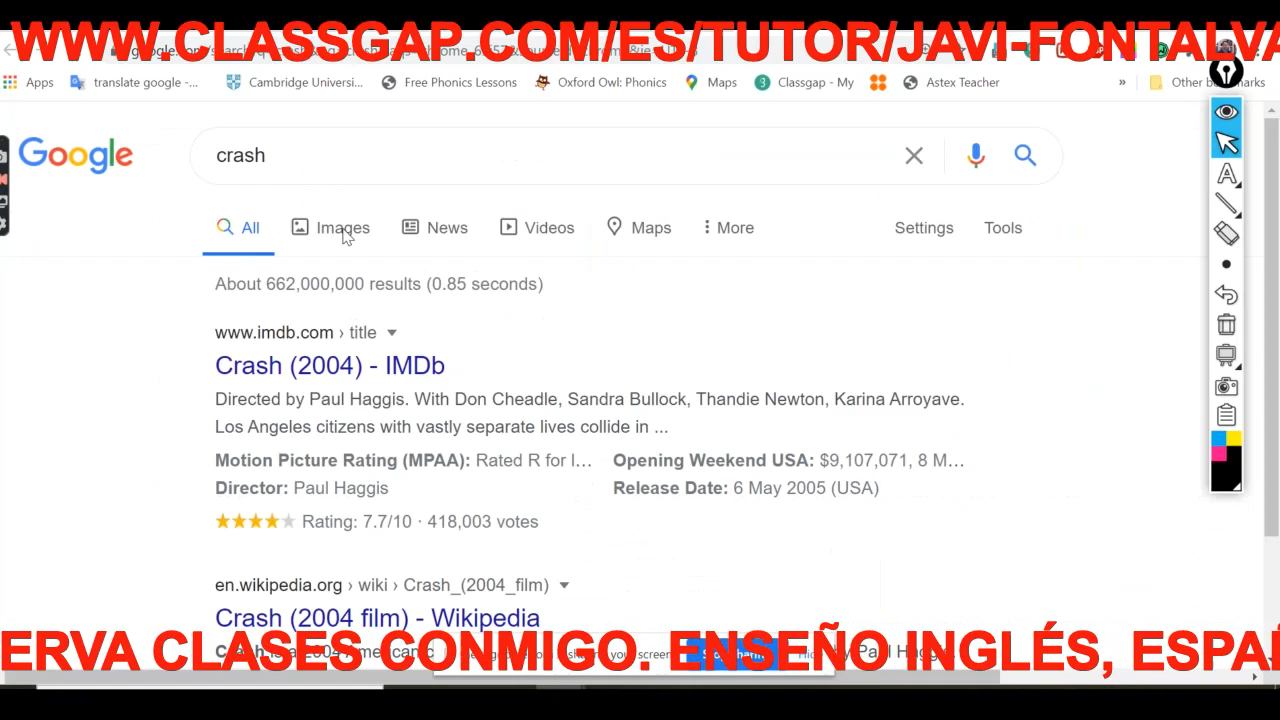 WWW.CLASSGAP.COM/ES/TUTOR/JAVI-FONTALVA
Apps translate google -... Cambridge Universi... Free Phonics Lessons Oxford Owl: Phonics Maps Classgap - My Astex Teacher » Other bookmarks
Google crash
All Images News Videos Maps More Settings Tools
About 662,000,000 results (0.85 seconds)
www.imdb.com › title
Crash (2004) - IMDb
Directed by Paul Haggis. With Don Cheadle, Sandra Bullock, Thandie Newton, Karina Arroyave.
Los Angeles citizens with vastly separate lives collide in ...
Motion Picture Rating (MPAA): Rated R for l... Opening Weekend USA: $9,107,071, 8 M...
Director: Paul Haggis Release Date: 6 May 2005 (USA)
Rating: 7.7/10 · 418,003 votes
en.wikipedia.org › wiki › Crash_(2004_film)
Crash (2004 film) - Wikipedia
ERVA CLASES CONMIGO. ENSEÑO INGLÉS, ESPAÑ